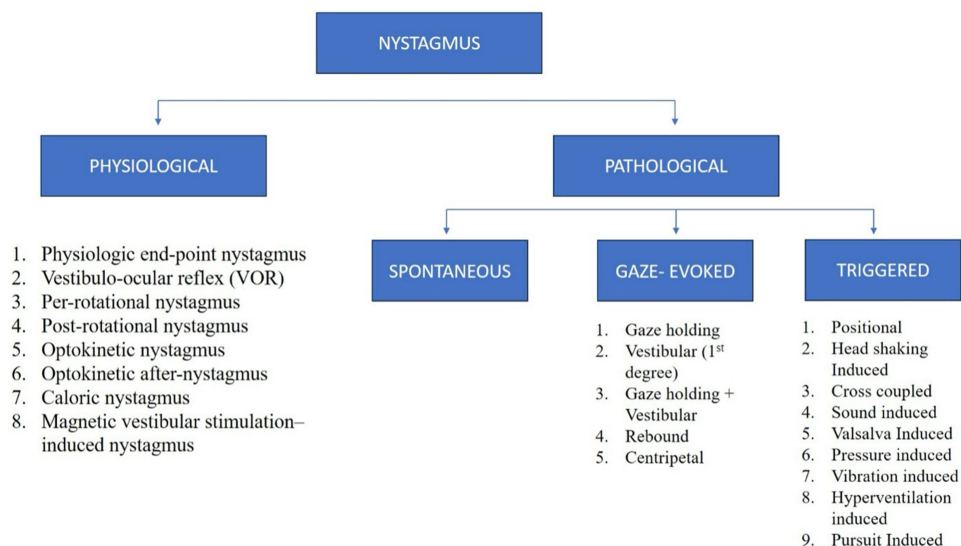 NYSTAGMUS
PHYSIOLOGICAL
PATHOLOGICAL
1. Physiologic end-point nystagmus
2. Vestibulo-ocular reflex (VOR)
3. Per-rotational nystagmus
4. Post-rotational nystagmus
5. Optokinetic nystagmus
6. Optokinetic after-nystagmus
7. Caloric nystagmus
8. Magnetic vestibular stimulation–
induced nystagmus
SPONTANEOUS
GAZE- EVOKED
1. Gaze holding
2. Vestibular (1st
degree)
3. Gaze holding +
Vestibular
4. Rebound
5. Centripetal
TRIGGERED
1. Positional
2. Head shaking
Induced
3. Cross coupled
4. Sound induced
5. Valsalva Induced
6. Pressure induced
7. Vibration induced
8. Hyperventilation
induced
9. Pursuit Induced